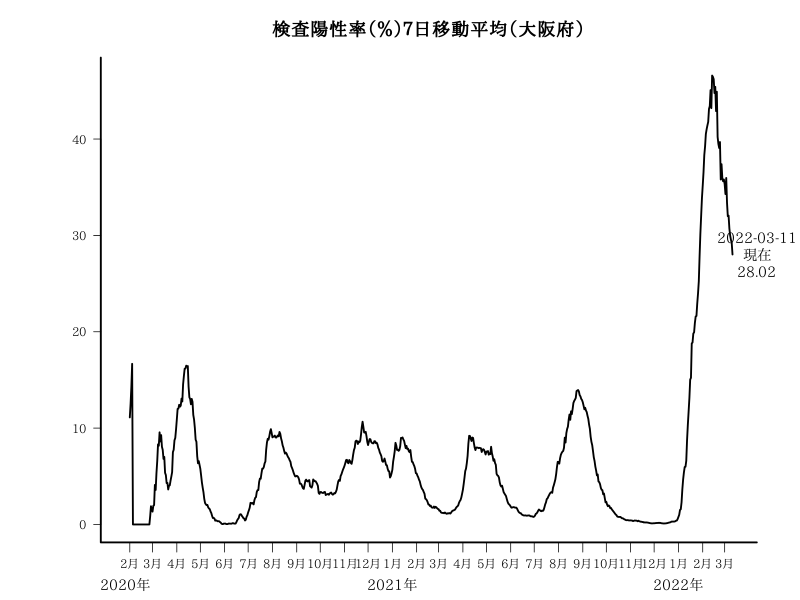 検査陽性率(%)7日移動平均(大阪府)
40
30
20
10
0
2022-03-11
現在
28.02
2月 3月 4月 5月 6月 7月 8月 9月 10月 11月 12月 1月 2月 3月 4月 5月 6月 7月 8月 9月 10月 11月 12月 1月 2月 3月
2020年 2021年 2022年